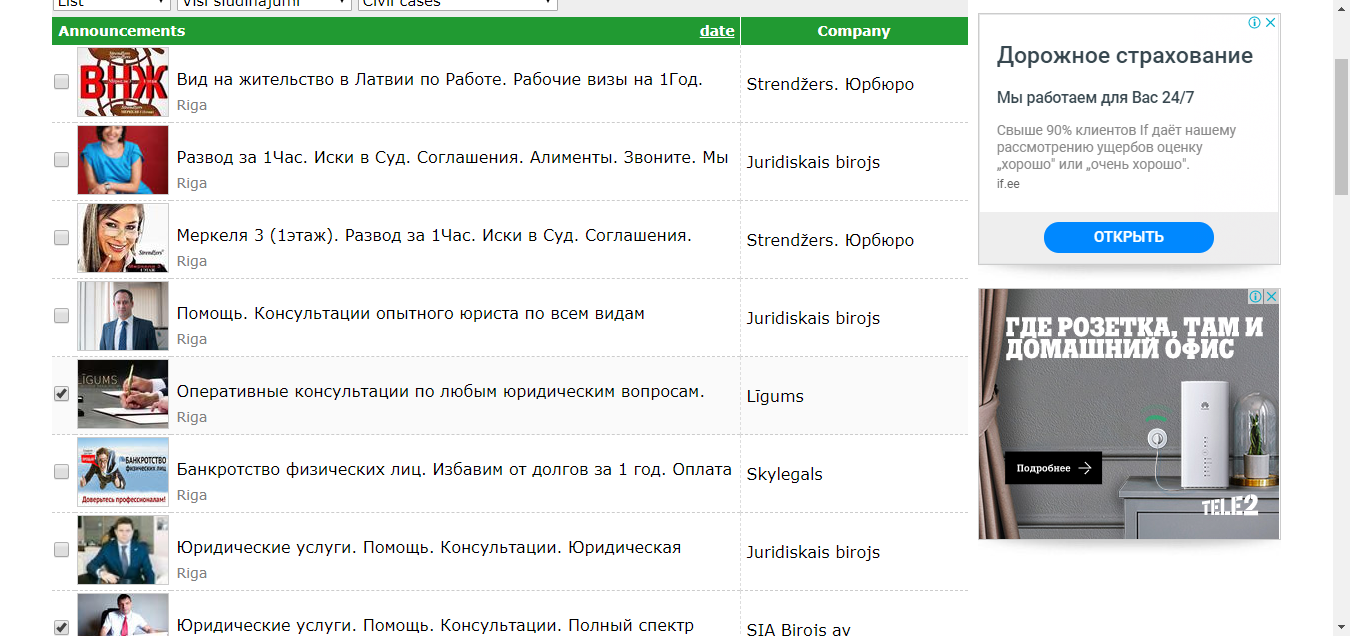 List Visi sludinājumi Civil cases
Announcements date Company
ВНЖ
Strendžers
Вид на жительство в Латвии по Работе. Рабочие визы на 1Год.
Riga
Strendžers. Юрбюро
Развод за 1Час. Иски в Суд. Соглашения. Алименты. Звоните. Мы
Riga
Juridiskais birojs
Strendžers
Меркеля 3 (1этаж). Развод за 1Час. Иски в Суд. Соглашения.
Riga
Strendžers. Юрбюро
Помощь. Консультации опытного юриста по всем видам
Riga
Juridiskais birojs
LĪGUMS
Оперативные консультации по любым юридическим вопросам.
Riga
Līgums
БАНКРОТСТВО
физических лиц
Доверьтесь профессионалам!
Банкротство физических лиц. Избавим от долгов за 1 год. Оплата
Riga
Skylegals
Юридические услуги. Помощь. Консультации. Юридическая
Riga
Juridiskais birojs
Юридические услуги. Помощь. Консультации. Полный спектр
SIA Birojs av
Дорожное страхование
Мы работаем для Вас 24/7
Свыше 90% клиентов If даёт нашему
рассмотрению ущербов оценку
„хорошо" или „очень хорошо".
if.ee
ОТКРЫТЬ
ГДЕ РОЗЕТКА, ТАМ И
ДОМАШНИЙ ОФИС
Подробнее
TELE2